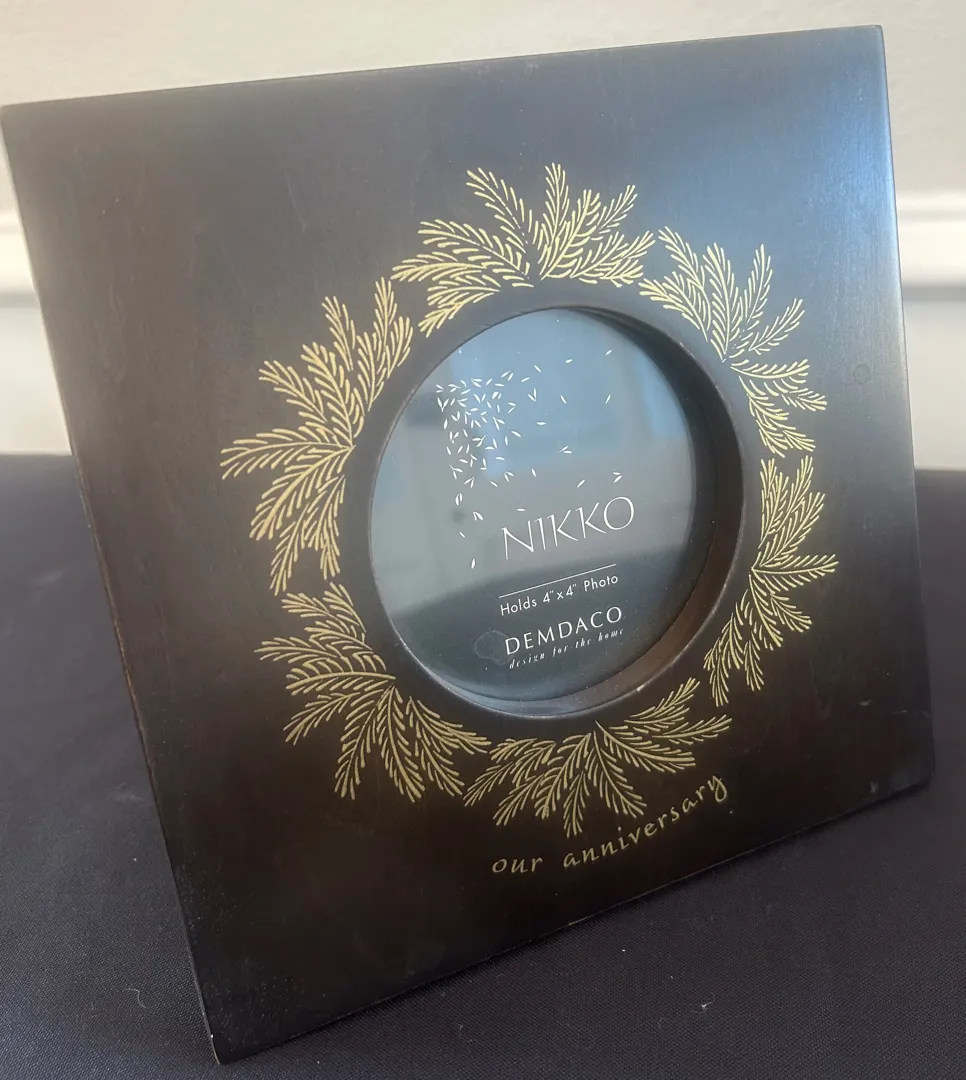 NIKKO
Holds 4"x4" Photo
DEMDACO
design for the home
our anniversary